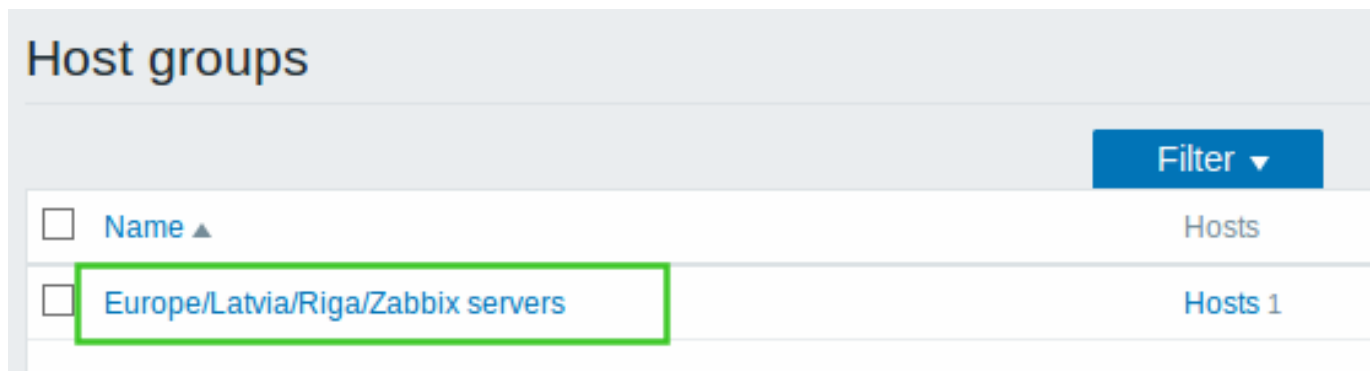 Host groups
Filter ▼
Name ▲ Hosts
Europe/Latvia/Riga/Zabbix servers Hosts 1